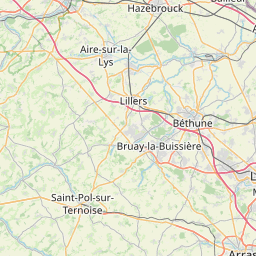 Hazebrouck
Aire-sur-la-
Lys
Lillers
Béthune
Bruay-la-Buissière
Saint-Pol-sur-
Ternoise